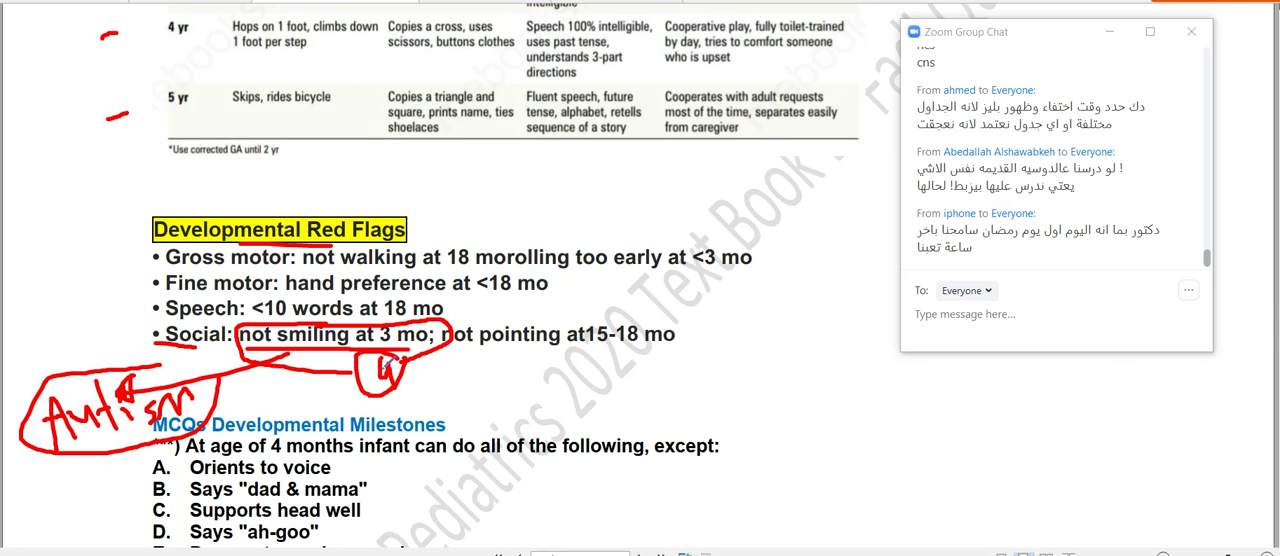 intelligible
4 yr Hops on 1 foot, climbs down Copies a cross, uses Speech 100% intelligible, Cooperative play, fully toilet-trained
1 foot per step scissors, buttons clothes uses past tense, by day, tries to comfort someone
understands 3-part who is upset
directions
5 yr Skips, rides bicycle Copies a triangle and Fluent speech, future Cooperates with adult requests
square, prints name, ties tense, alphabet, retells most of the time, separates easily
shoelaces sequence of a story from caregiver
*Use corrected GA until 2 yr
Developmental Red Flags
• Gross motor: not walking at 18 morolling too early at <3 mo
• Fine motor: hand preference at <18 mo
• Speech: <10 words at 18 mo
• Social: not smiling at 3 mo; not pointing at15-18 mo
4
Autism
MCQs Developmental Milestones
) At age of 4 months infant can do all of the following, except:
A. Orients to voice
B. Says "dad & mama"
C. Supports head well
D. Says "ah-goo"
Pediatrics 2020 Text Book
Zoom Group Chat
cns
From ahmed to Everyone:
دك حدد وقت اختفاء وظهور بليز لانه الجداول
مختلفة او اي جدول نعتمد لانه نعجقت
From Abedallah Alshawabkeh to Everyone:
! لو درسنا عالدوسيه القديمه نفس الاشي
يعتي ندرس عليها بيزبط! لحالها
From iphone to Everyone:
دكتور بما انه اليوم اول يوم رمضان سامحنا باخر
ساعة تعبنا
To: Everyone
Type message here...